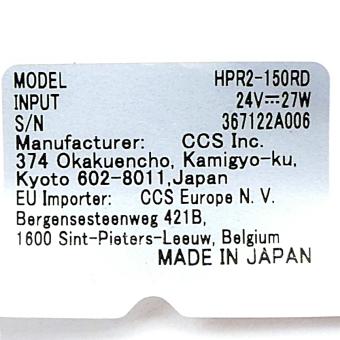 MODEL HPR2-150RD
INPUT 24V⎓27W
S/N 367122A006
Manufacturer: CCS Inc.
374 Okakuencho, Kamigyo-ku,
Kyoto 602-8011,Japan
EU Importer: CCS Europe N. V.
Bergensesteenweg 421B,
1600 Sint-Pieters-Leeuw, Belgium
MADE IN JAPAN